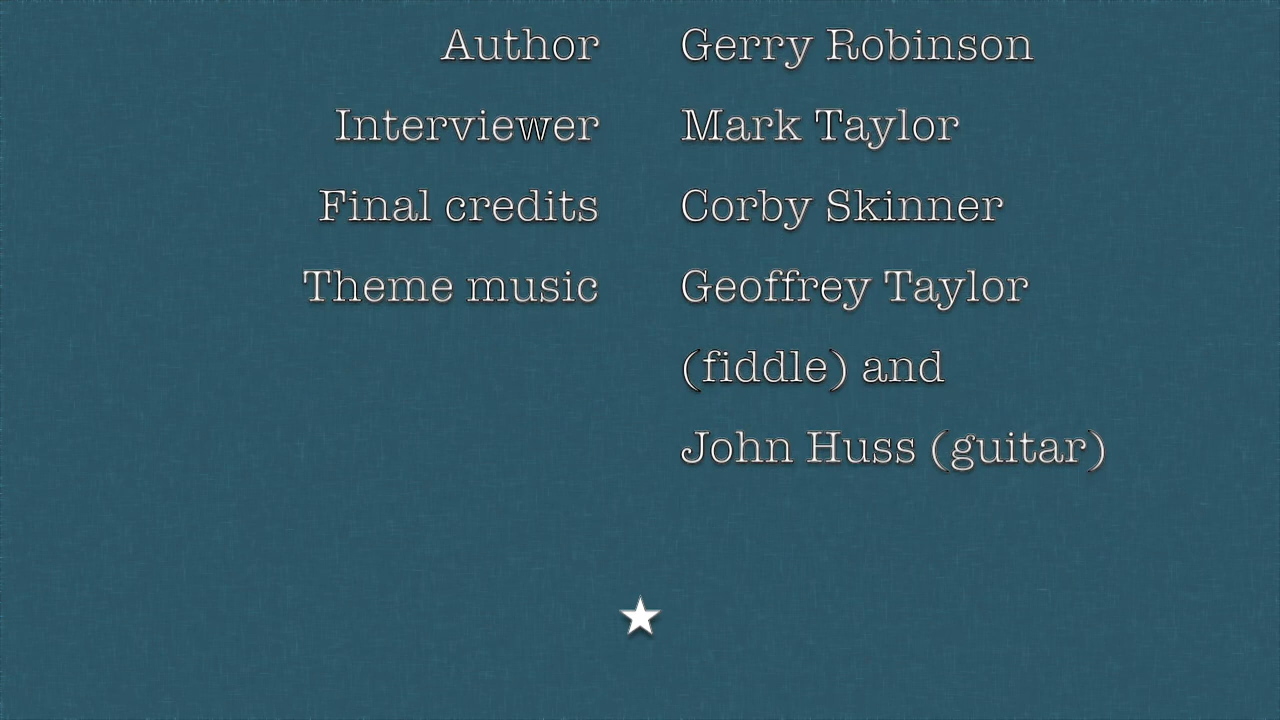 Author Gerry Robinson
Interviewer Mark Taylor
Final credits Corby Skinner
Theme music Geoffrey Taylor
(fiddle) and
John Huss (guitar)